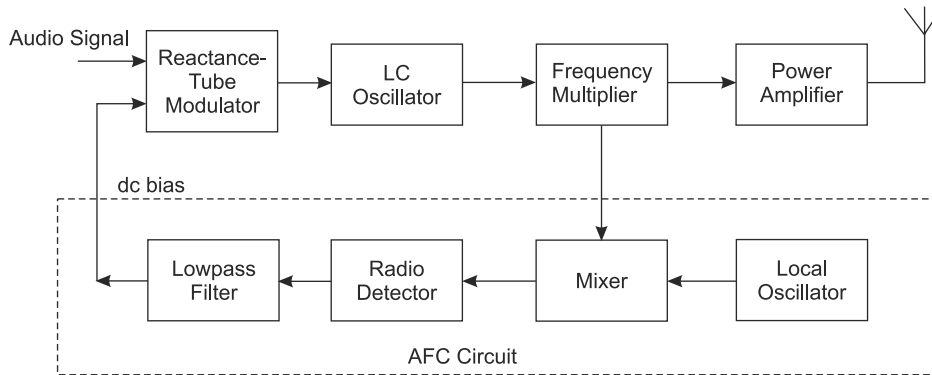 Audio Signal
Reactance-
Tube
Modulator
LC
Oscillator
Frequency
Multiplier
Power
Amplifier
dc bias
Lowpass
Filter
Radio
Detector
Mixer
Local
Oscillator
AFC Circuit